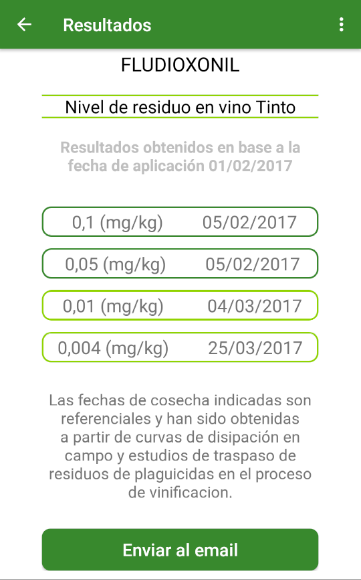 Resultados
FLUDIOXONIL
Nivel de residuo en vino Tinto
Resultados obtenidos en base a la
fecha de aplicación 01/02/2017
0,1 (mg/kg) 05/02/2017
0,05 (mg/kg) 05/02/2017
0,01 (mg/kg) 04/03/2017
0,004 (mg/kg) 25/03/2017
Las fechas de cosecha indicadas son
referenciales y han sido obtenidas
a partir de curvas de disipación en
campo y estudios de traspaso de
residuos de plaguicidas en el proceso
de vinificacion.
Enviar al email